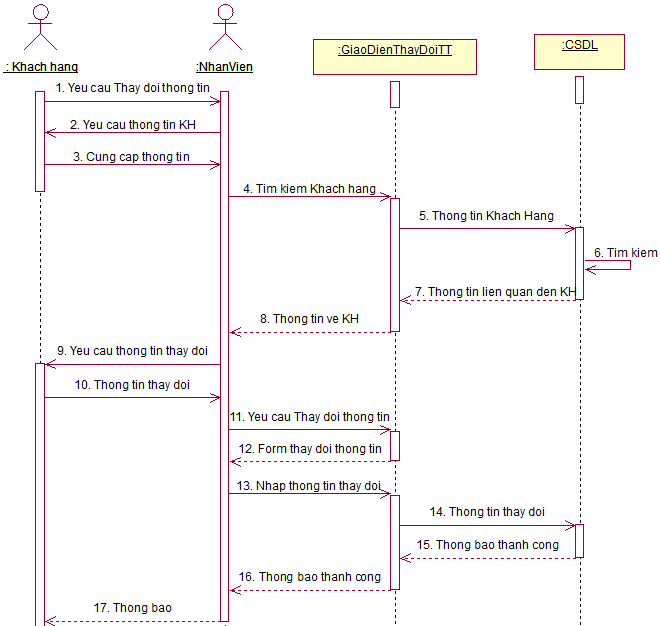 : Khach hang
:NhanVien
:GiaoDienThayDoiTT
:CSDL
1. Yeu cau Thay doi thong tin
2. Yeu cau thong tin KH
3. Cung cap thong tin
4. Tim kiem Khach hang
5. Thong tin Khach Hang
6. Tim kiem
7. Thong tin lien quan den KH
8. Thong tin ve KH
9. Yeu cau thong tin thay doi
10. Thong tin thay doi
11. Yeu cau Thay doi thong tin
12. Form thay doi thong tin
13. Nhap thong tin thay doi
14. Thong tin thay doi
15. Thong bao thanh cong
16. Thong bao thanh cong
17. Thong bao